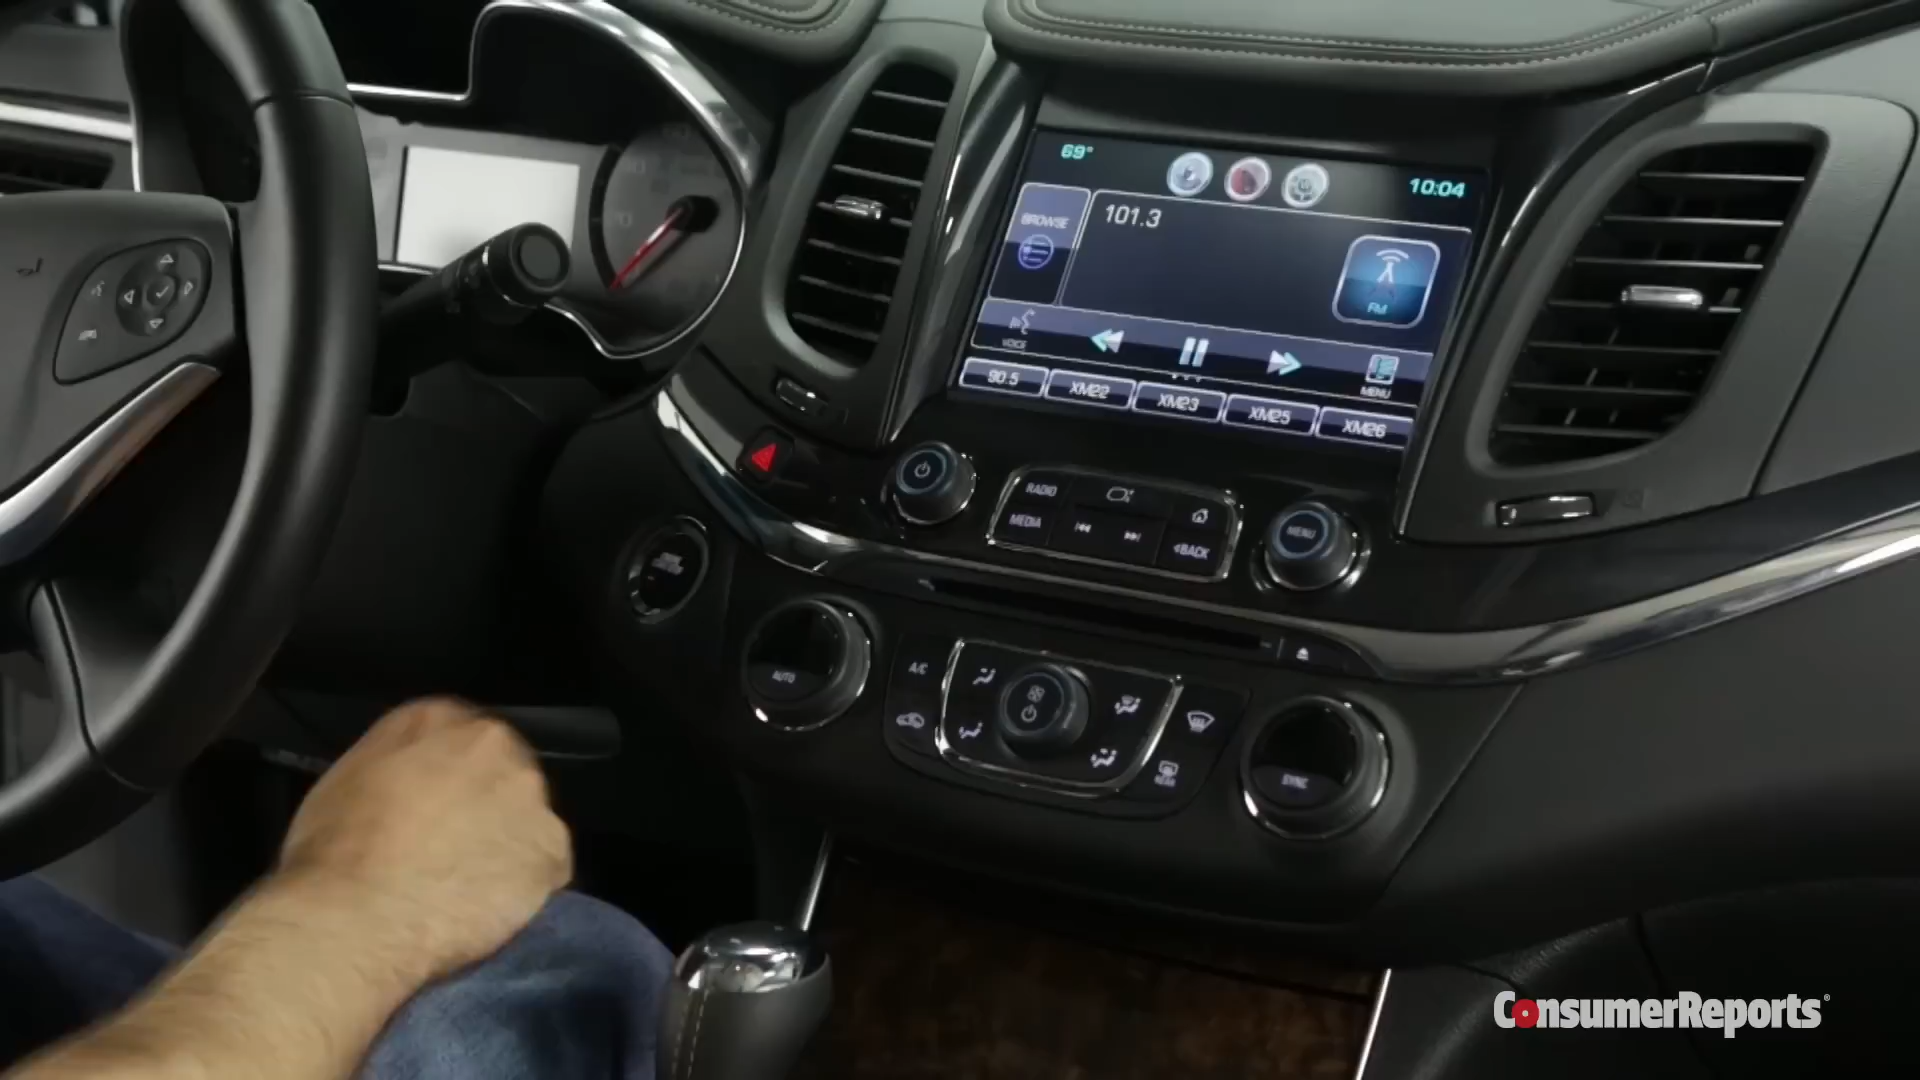 69°
10:04
BROWSE
101.3
FM
VOICE
MENU
90.5
XM22
XM23
XM25
XM26
RADIO
MEDIA
BACK
MENU
AUTO
A/C
REAR
SYNC
ConsumerReports®